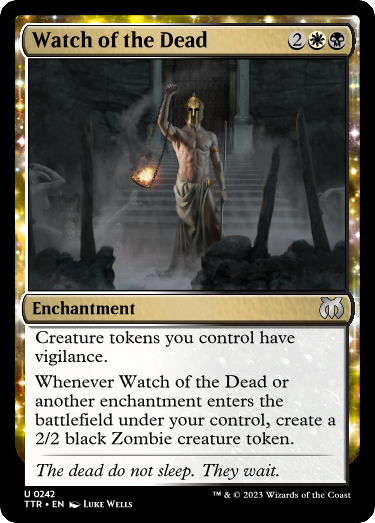 Watch of the Dead 2
Enchantment
Creature tokens you control have
vigilance.
Whenever Watch of the Dead or
another enchantment enters the
battlefield under your control, create a
2/2 black Zombie creature token.
The dead do not sleep. They wait.
U 0242
TTR • EN Luke Wells
™ & © 2023 Wizards of the Coast